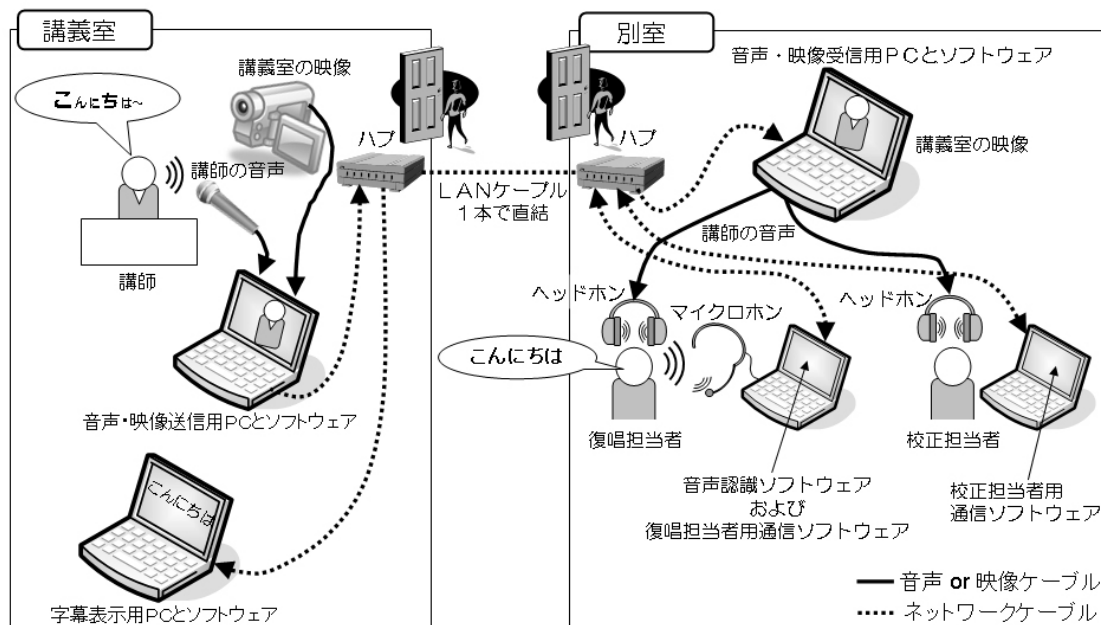 講義室
講義室の映像
こんにちは~
講師の音声
講師
ハブ
LANケーブル
1本で直結
音声・映像送信用PCとソフトウェア
こんにちは
字幕表示用PCとソフトウェア
別室
音声・映像受信用PCとソフトウェア
ハブ
講義室の映像
講師の音声
ヘッドホン
マイクロホン
ヘッドホン
こんにちは
復唱担当者
校正担当者
音声認識ソフトウェア
および
復唱担当者用通信ソフトウェア
校正担当者用
通信ソフトウェア
音声 or 映像ケーブル
ネットワークケーブル